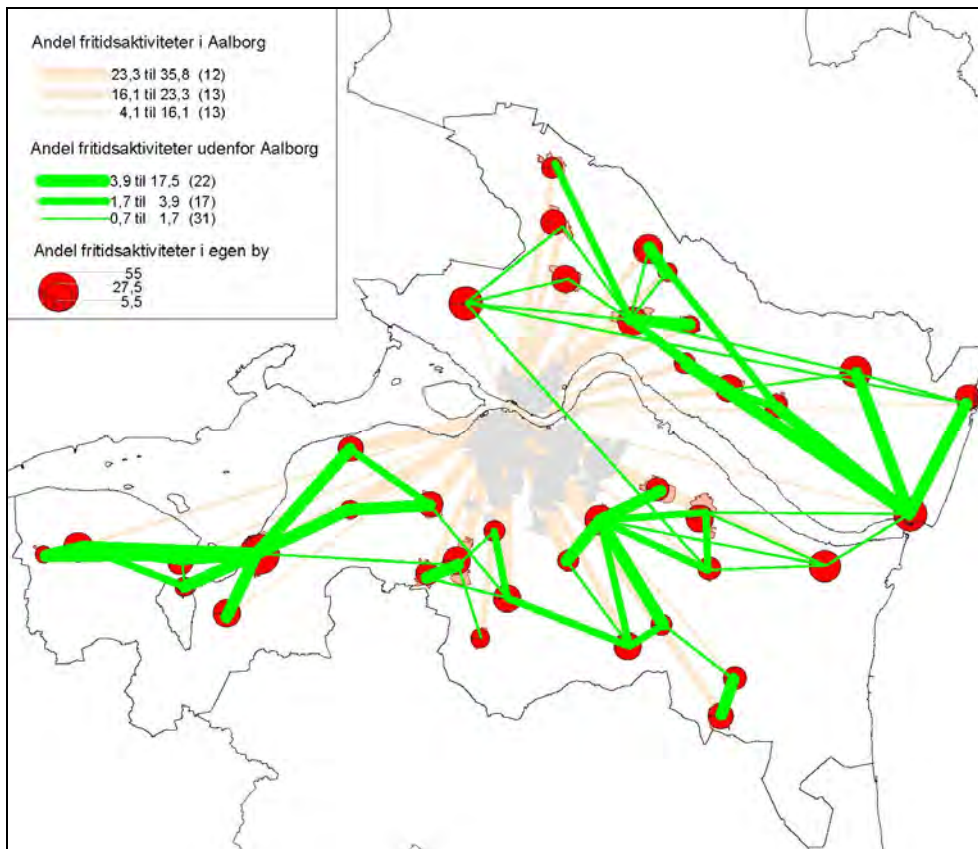 Andel fritidsaktiviteter i Aalborg
23,3 til 35,8 (12)
16,1 til 23,3 (13)
4,1 til 16,1 (13)
Andel fritidsaktiviteter udenfor Aalborg
3,9 til 17,5 (22)
1,7 til 3,9 (17)
0,7 til 1,7 (31)
Andel fritidsaktiviteter i egen by
55
27,5
5,5